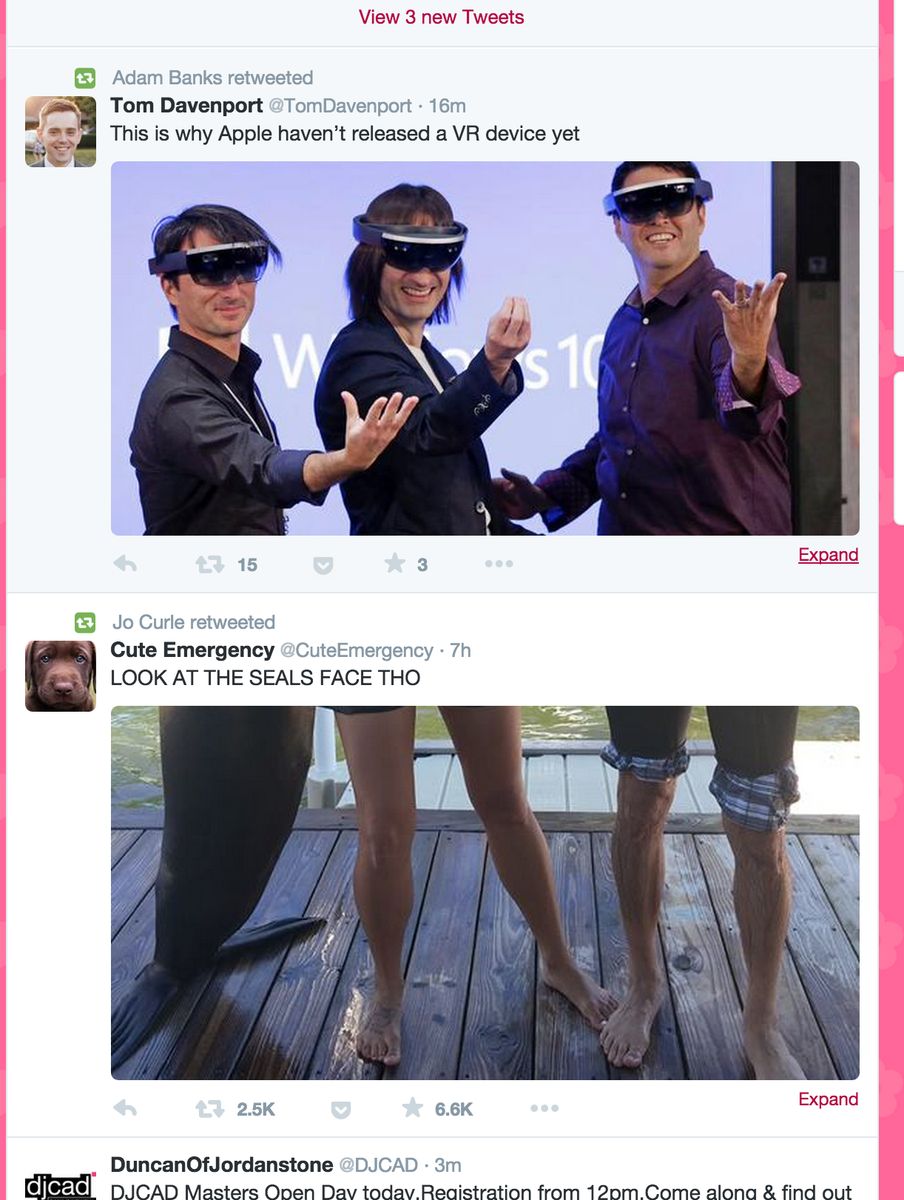 View 3 new Tweets
Adam Banks retweeted
Tom Davenport @TomDavenport · 16m
This is why Apple haven’t released a VR device yet
15
3
Expand
Jo Curle retweeted
Cute Emergency @CuteEmergency · 7h
LOOK AT THE SEALS FACE THO
2.5K
6.6K
Expand
DuncanOfJordanstone @DJCAD · 3m
djcad
DJCAD Masters Open Day today.Registration from 12pm.Come along & find out